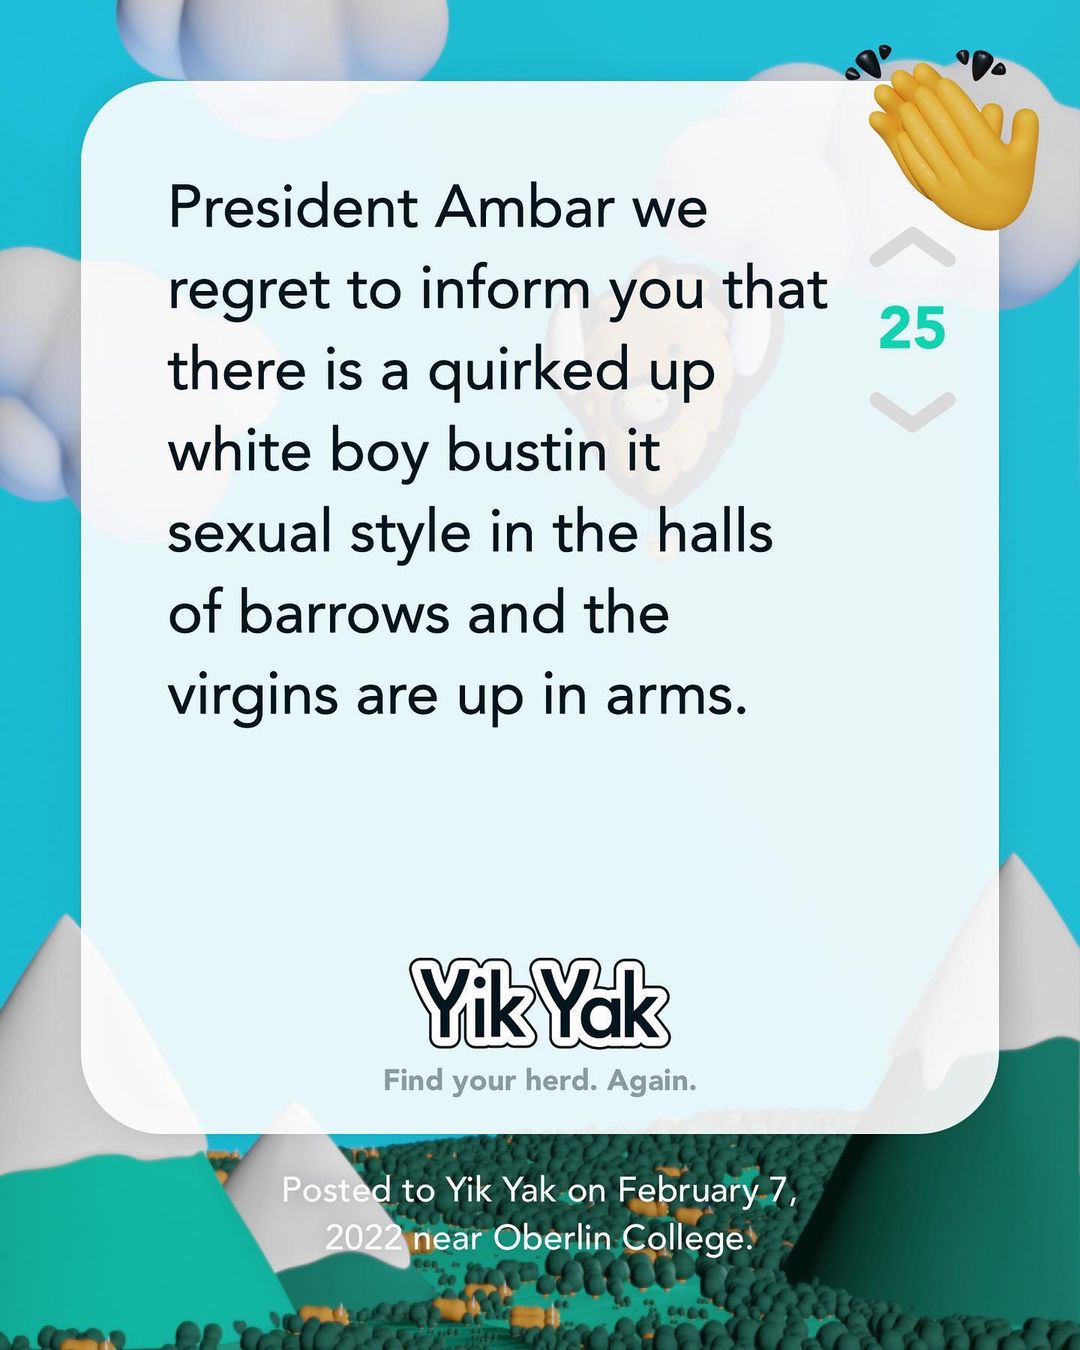 President Ambar we
regret to inform you that
there is a quirked up
white boy bustin it
sexual style in the halls
of barrows and the
virgins are up in arms.
25
Yik Yak
Find your herd. Again.
Posted to Yik Yak on February 7,
2022 near Oberlin College.